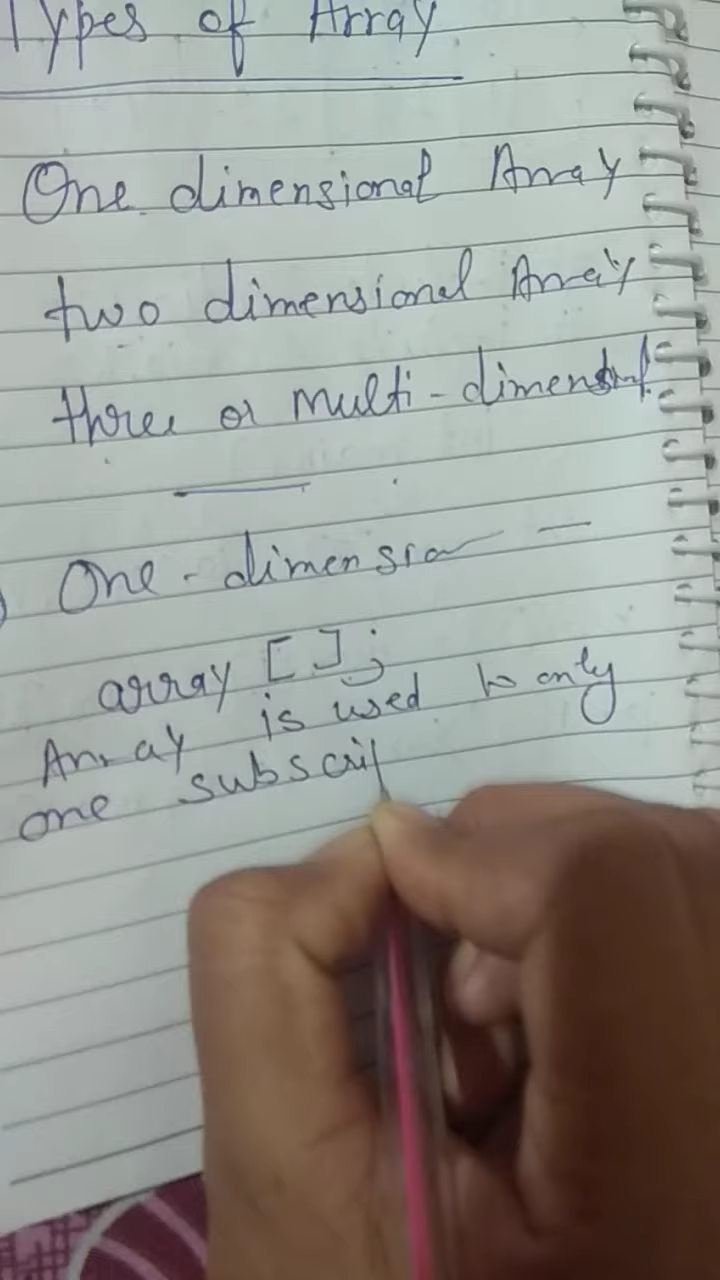 Types of Array
One dimensional Array
two dimensional Array
three or multi-dimensional
One-dimension
array [ ];
Array is used to only
one subscrip